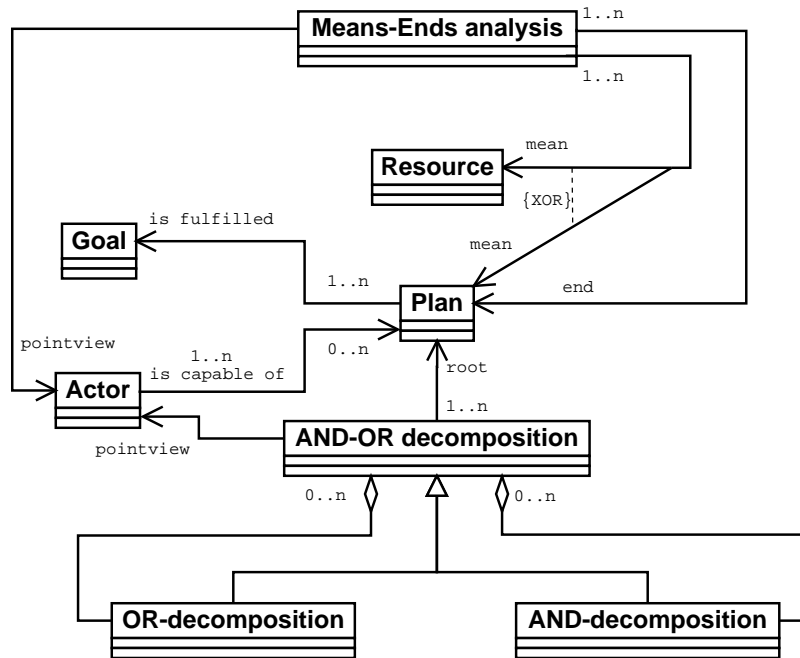 Means-Ends analysis
1..n
1..n
mean
Resource
{XOR}
is fulfilled
Goal
mean
1..n
end
Plan
pointview
1..n
0..n
is capable of
root
Actor
1..n
pointview
AND-OR decomposition
0..n
0..n
OR-decomposition
AND-decomposition